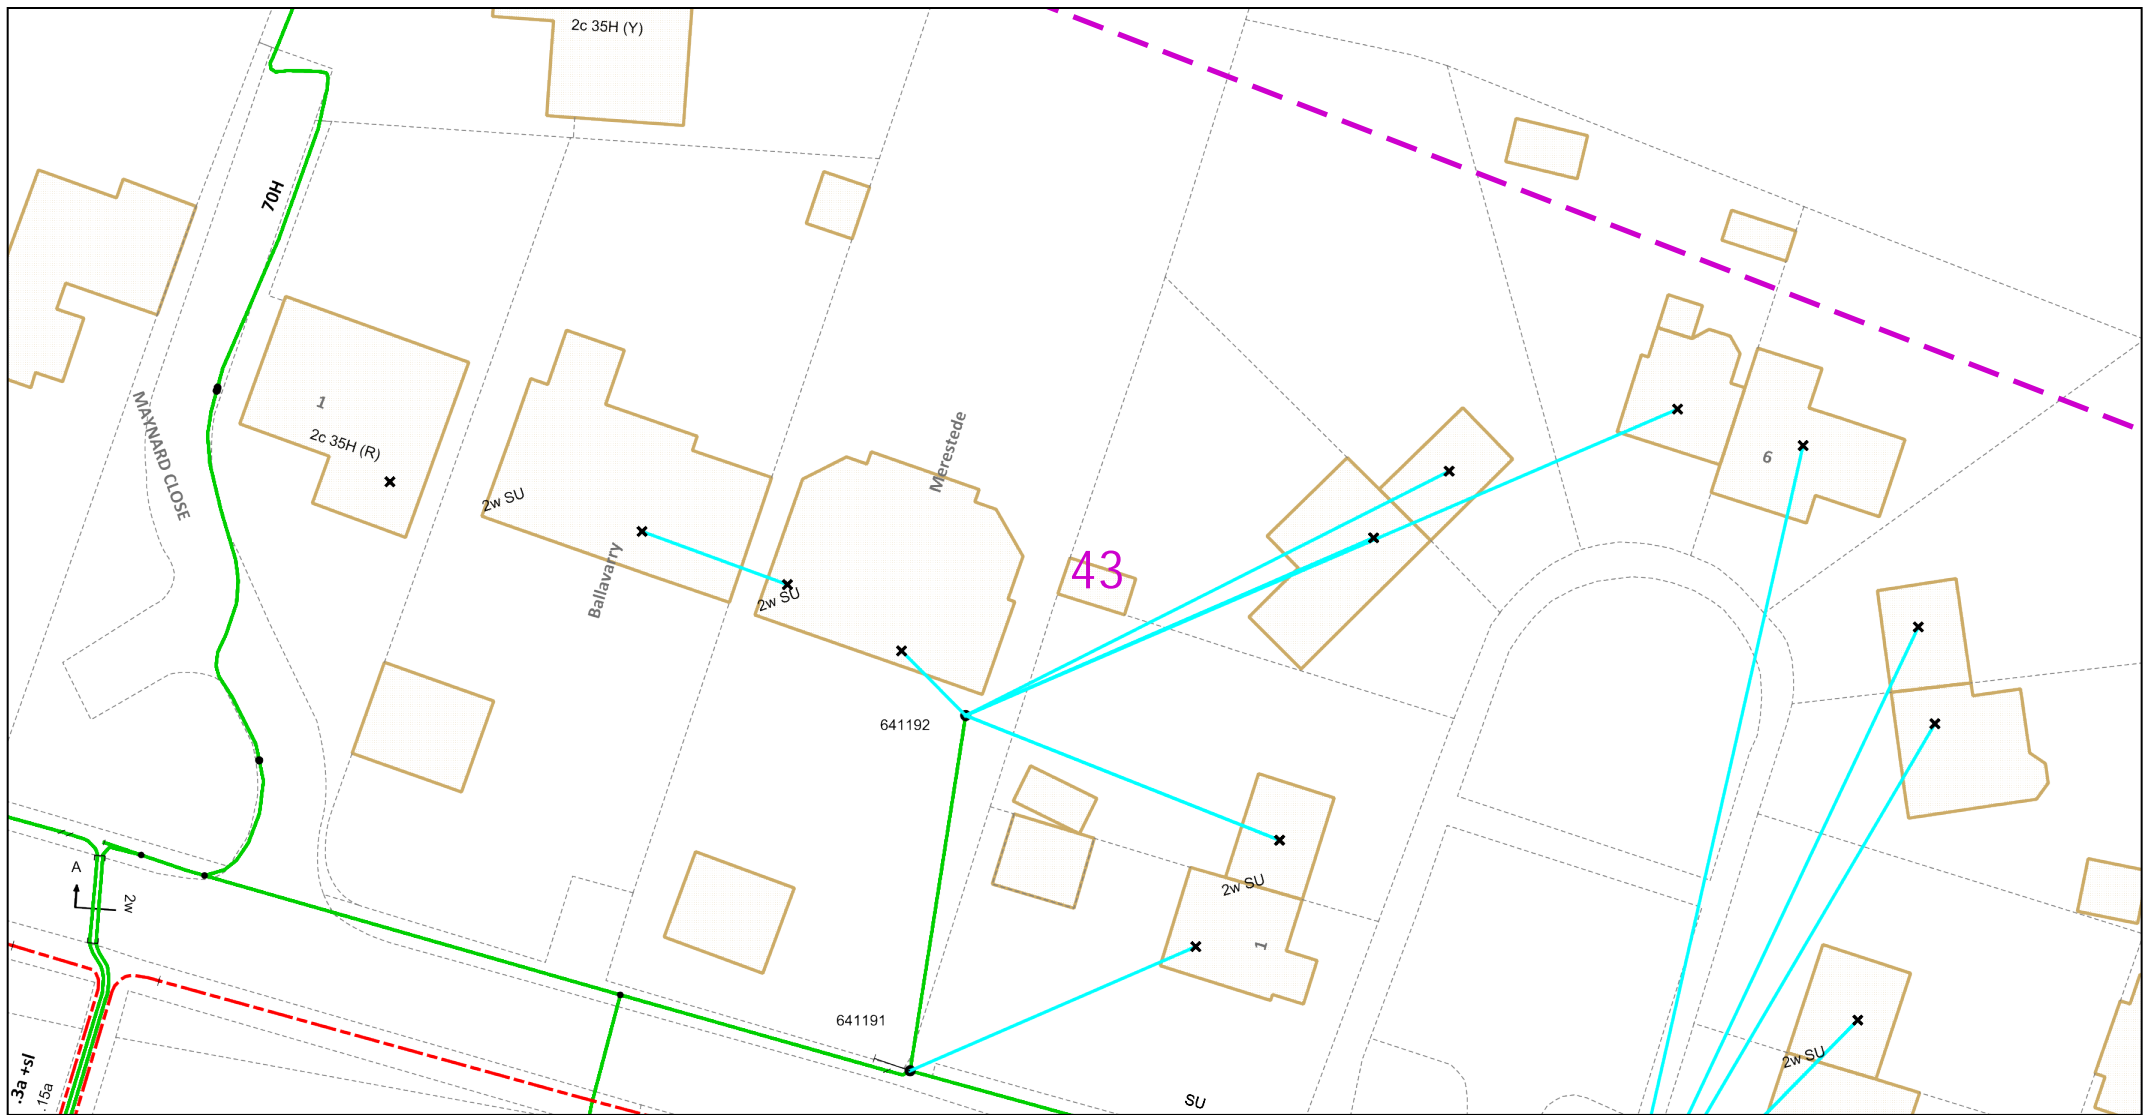 2c 35H (Y)
70H
MAYNARD CLOSE
1
2c 35H (R)
2w SU
Ballavarry
2w SU
Merestede
43
6
641192
2w SU
1
A
2w
641191
2w SU
.3a +sl
.15a
SU